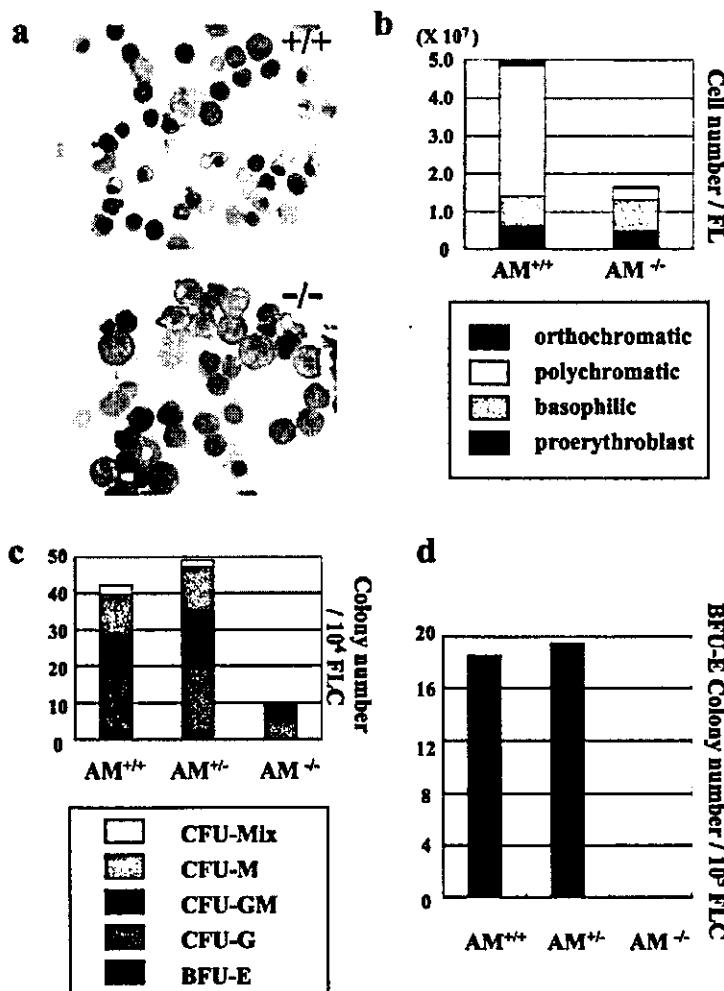 a
+/+
-/-
b
(X 10⁷)
5.0
4.0
3.0
2.0
1.0
0
Cell number / FL
AM+/+
AM -/-
orthochromatic
polychromatic
basophilic
proerythroblast
c
50
40
30
20
10
0
Colony number
/ 10⁴ FLC
AM+/+
AM+/-
AM -/-
CFU-Mix
CFU-M
CFU-GM
CFU-G
BFU-E
d
20
16
12
8
4
0
BFU-E Colony number / 10⁵ FLC
AM+/+
AM+/-
AM -/-